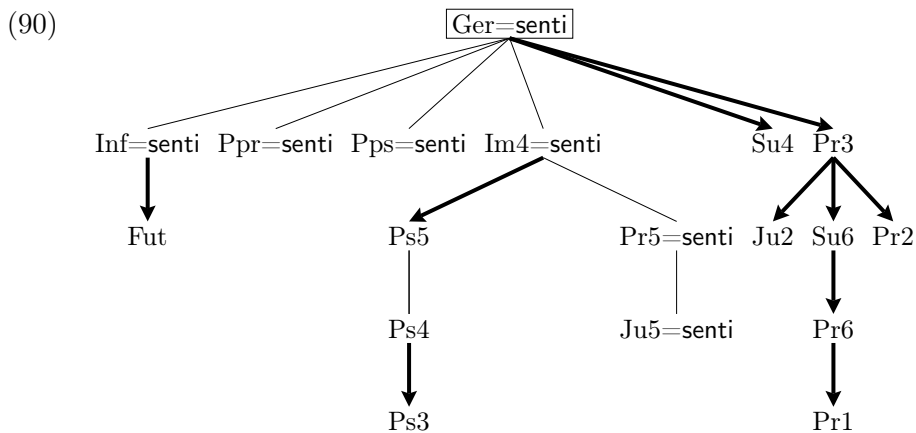 (90)
Ger=senti
Inf=senti Ppr=senti Pps=senti Im4=senti Su4 Pr3
Fut Ps5 Pr5=senti Ju2 Su6 Pr2
Ps4 Ju5=senti Pr6
Ps3 Pr1